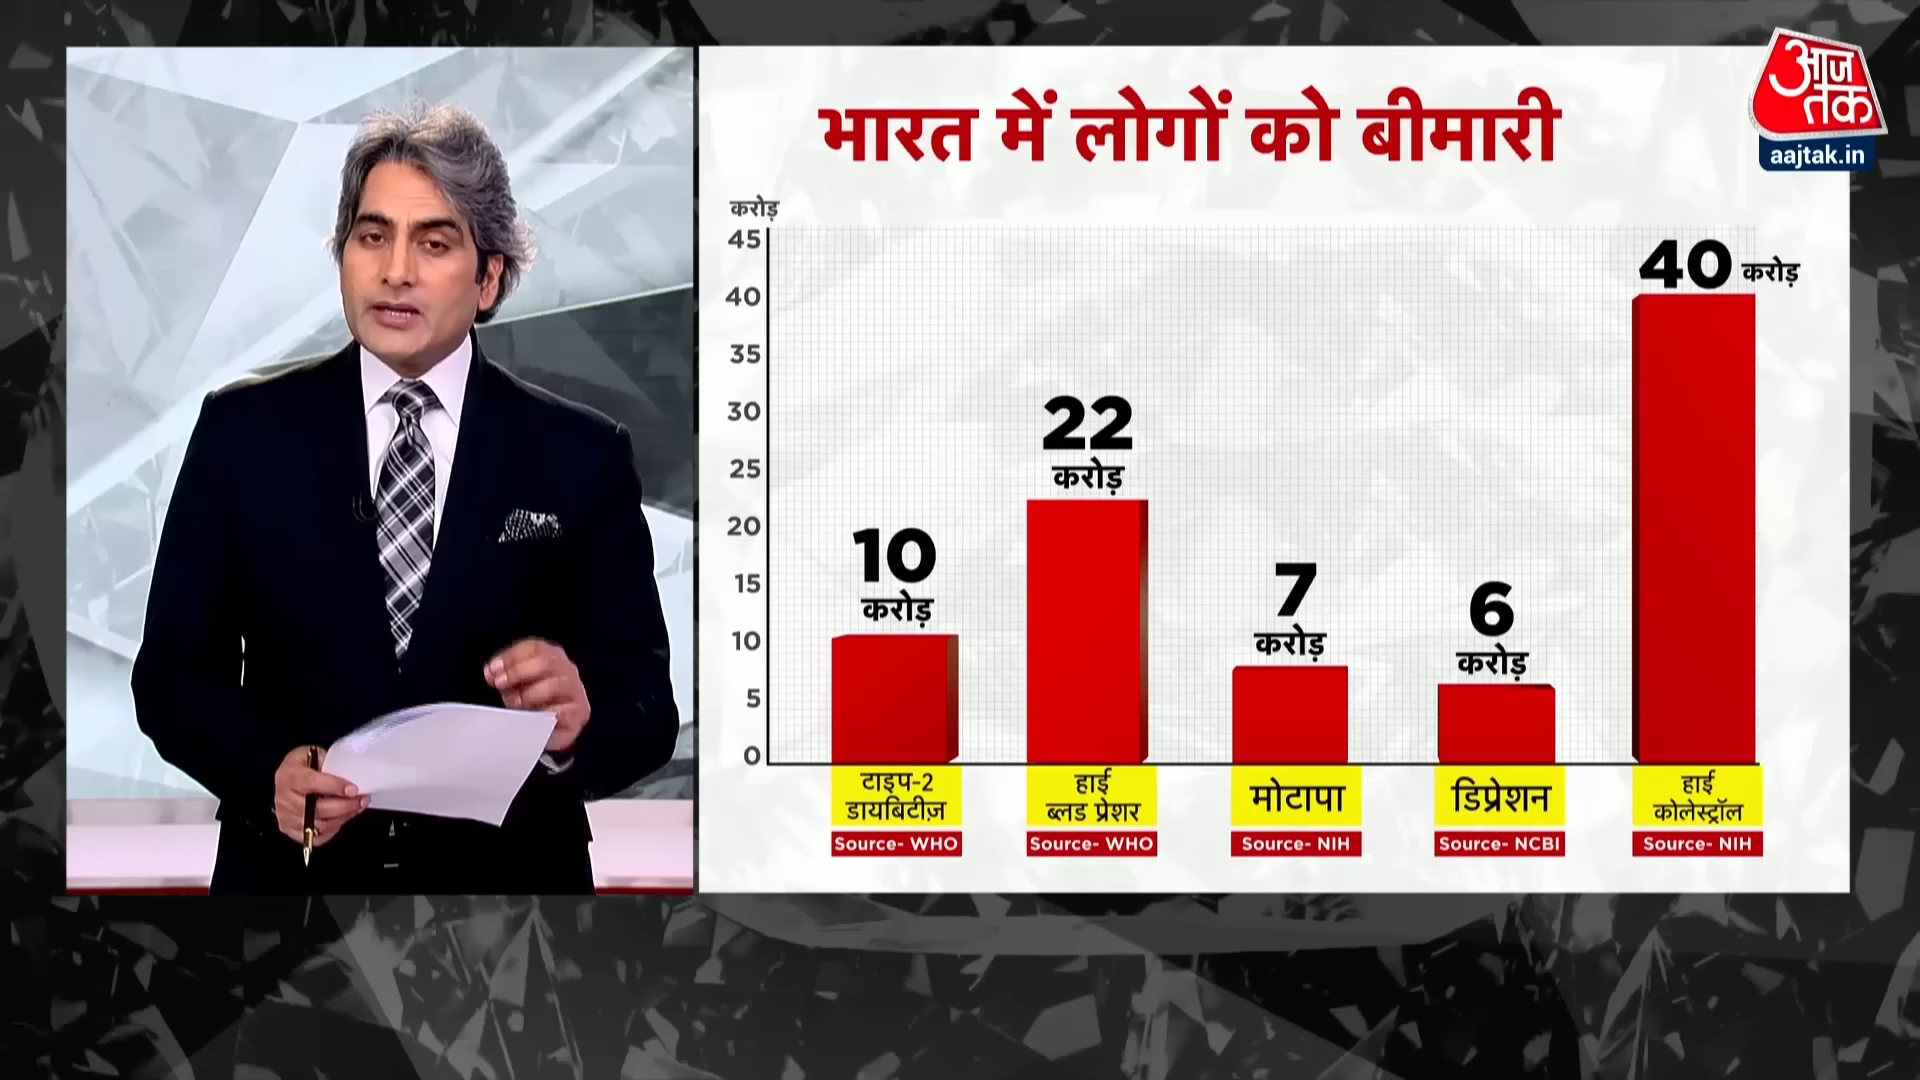 भारत में लोगों को बीमारी
आज
तक
aajtak.in
करोड़
45
40
35
30
25
20
15
10
5
0
10
करोड़
22
करोड़
7
करोड़
6
करोड़
40 करोड़
टाइप-2
डायबिटीज़
Source- WHO
हाई
ब्लड प्रेशर
Source- WHO
मोटापा
Source- NIH
डिप्रेशन
Source- NCBI
हाई
कोलेस्ट्रॉल
Source- NIH